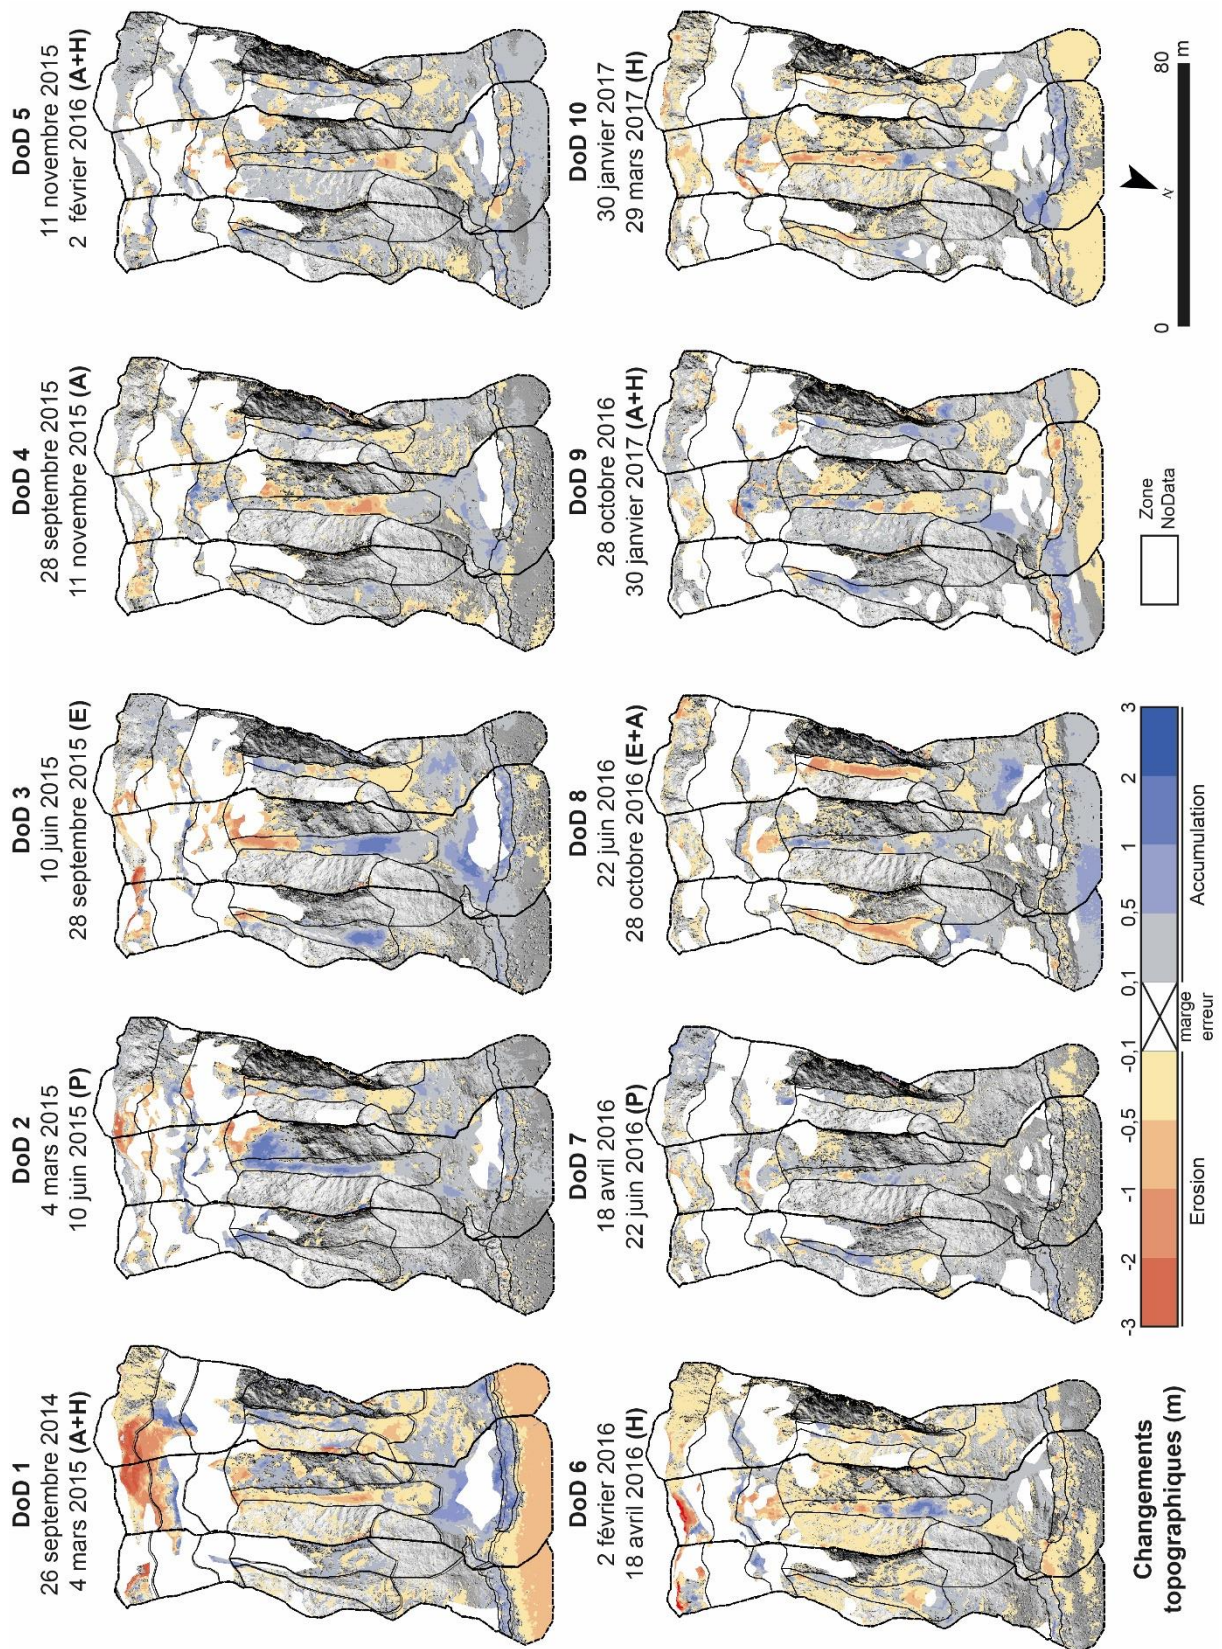 DoD 1
26 septembre 2014
4 mars 2015 (A+H)
DoD 2
4 mars 2015
10 juin 2015 (P)
DoD 3
10 juin 2015
28 septembre 2015 (E)
DoD 4
28 septembre 2015
11 novembre 2015 (A)
DoD 5
11 novembre 2015
2 février 2016 (A+H)
DoD 6
2 février 2016
18 avril 2016 (H)
DoD 7
18 avril 2016
22 juin 2016 (P)
DoD 8
22 juin 2016
28 octobre 2016 (E+A)
DoD 9
28 octobre 2016
30 janvier 2017 (A+H)
DoD 10
30 janvier 2017
29 mars 2017 (H)
Changements
topographiques (m)
-3 -2 -1 -0,5 -0,1 0,1 0,5 1 2 3
Erosion
marge
erreur
Accumulation
Zone
NoData
N
0 80
m